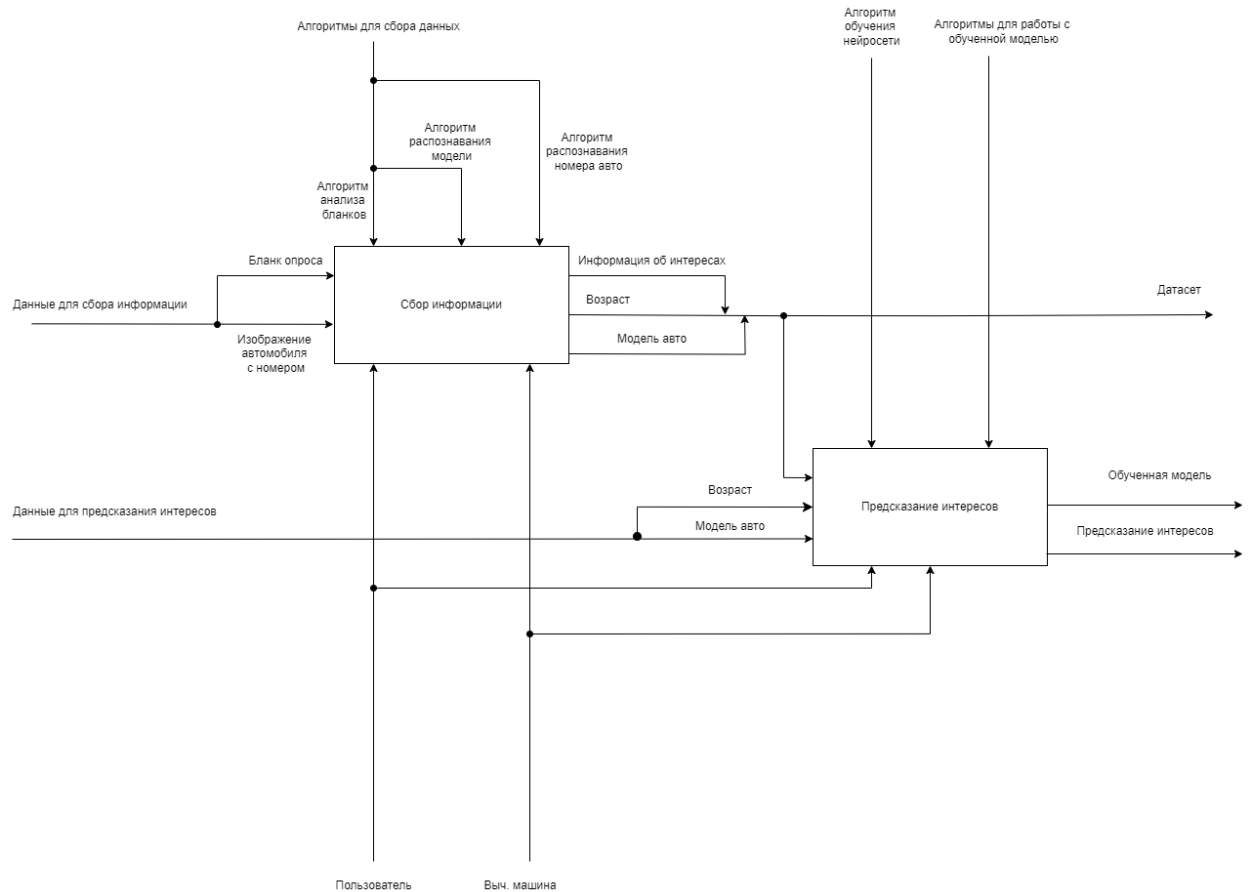 Алгоритмы для сбора данных
Алгоритм
обучения
нейросети
Алгоритмы для работы с
обученной моделью
Алгоритм
распознавания
модели
Алгоритм
распознавания
номера авто
Алгоритм
анализа
бланков
Бланк опроса
Данные для сбора информации
Изображение
автомобиля
с номером
Сбор информации
Информация об интересах
Возраст
Модель авто
Датасет
Данные для предсказания интересов
Возраст
Модель авто
Предсказание интересов
Обученная модель
Предсказание интересов
Пользователь
Выч. машина